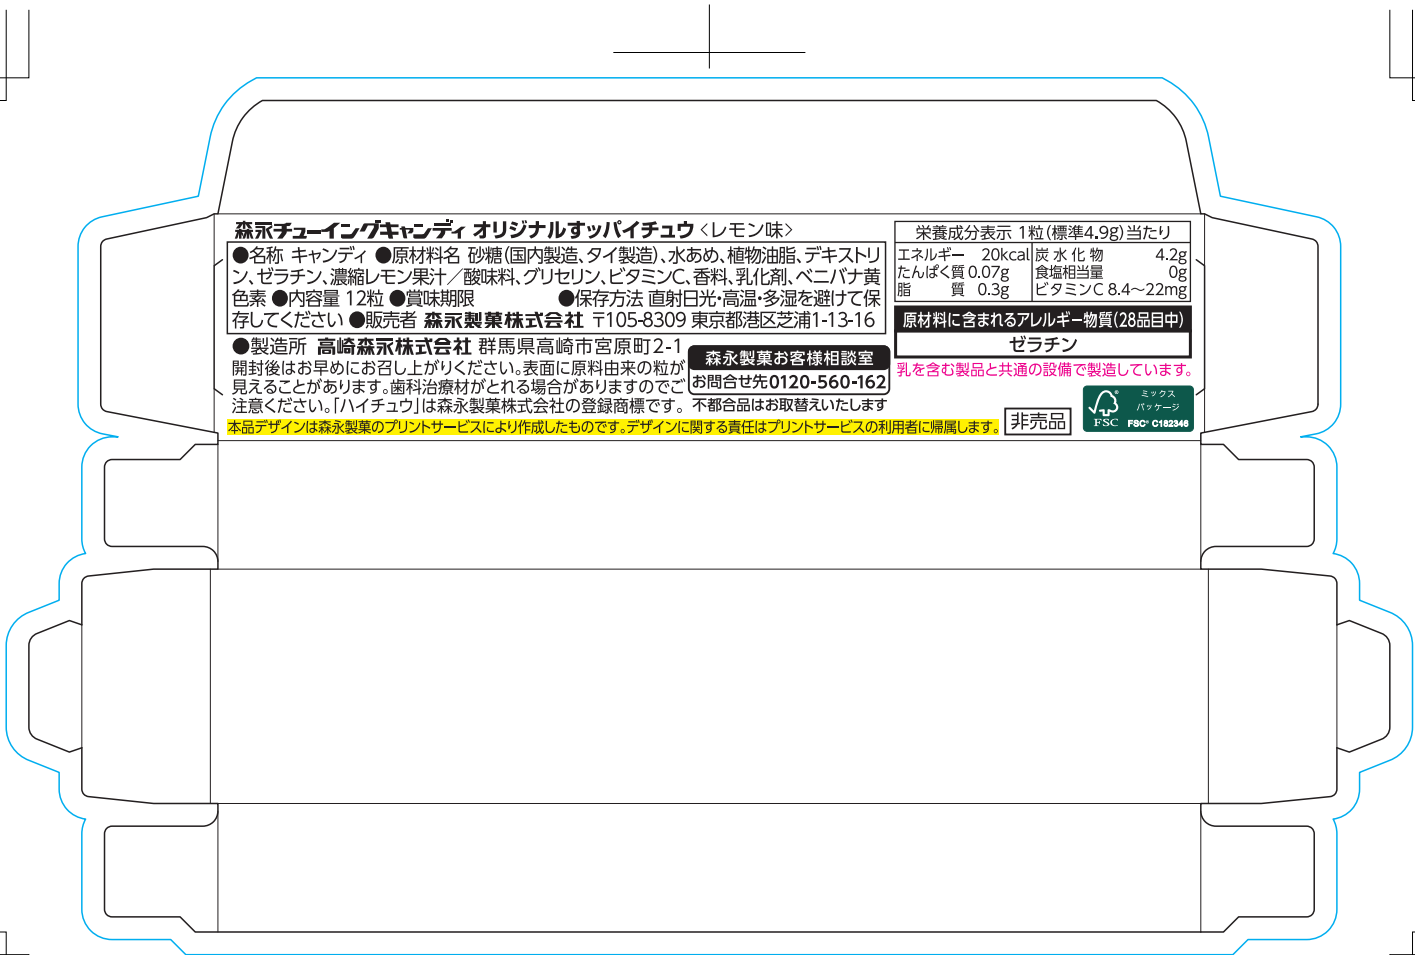 森永チューイングキャンディ オリジナルすッパイチュウ〈レモン味〉
●名称 キャンディ ●原材料名 砂糖(国内製造、タイ製造)、水あめ、植物油脂、デキストリ
ン、ゼラチン、濃縮レモン果汁／酸味料、グリセリン、ビタミンC、香料、乳化剤、ベニバナ黄
色素 ●内容量 12粒 ●賞味期限 ●保存方法 直射日光・高温・多湿を避けて保
存してください ●販売者 森永製菓株式会社 〒105-8309 東京都港区芝浦1-13-16
●製造所 高崎森永株式会社 群馬県高崎市宮原町2-1
開封後はお早めにお召し上がりください。表面に原料由来の粒が
見えることがあります。歯科治療材がとれる場合がありますのでご
注意ください。「ハイチュウ」は森永製菓株式会社の登録商標です。
森永製菓お客様相談室
お問合せ先0120-560-162
不都合品はお取替えいたします
本品デザインは森永製菓のプリントサービスにより作成したものです。デザインに関する責任はプリントサービスの利用者に帰属します。
非売品
栄養成分表示 1粒(標準4.9g)当たり
エネルギー 20kcal 炭水化物 4.2g
たんぱく質 0.07g 食塩相当量 0g
脂質 0.3g ビタミンC 8.4〜22mg
原材料に含まれるアレルギー物質(28品目中)
ゼラチン
乳を含む製品と共通の設備で製造しています。
ミックス
パッケージ
FSC FSC® C182346